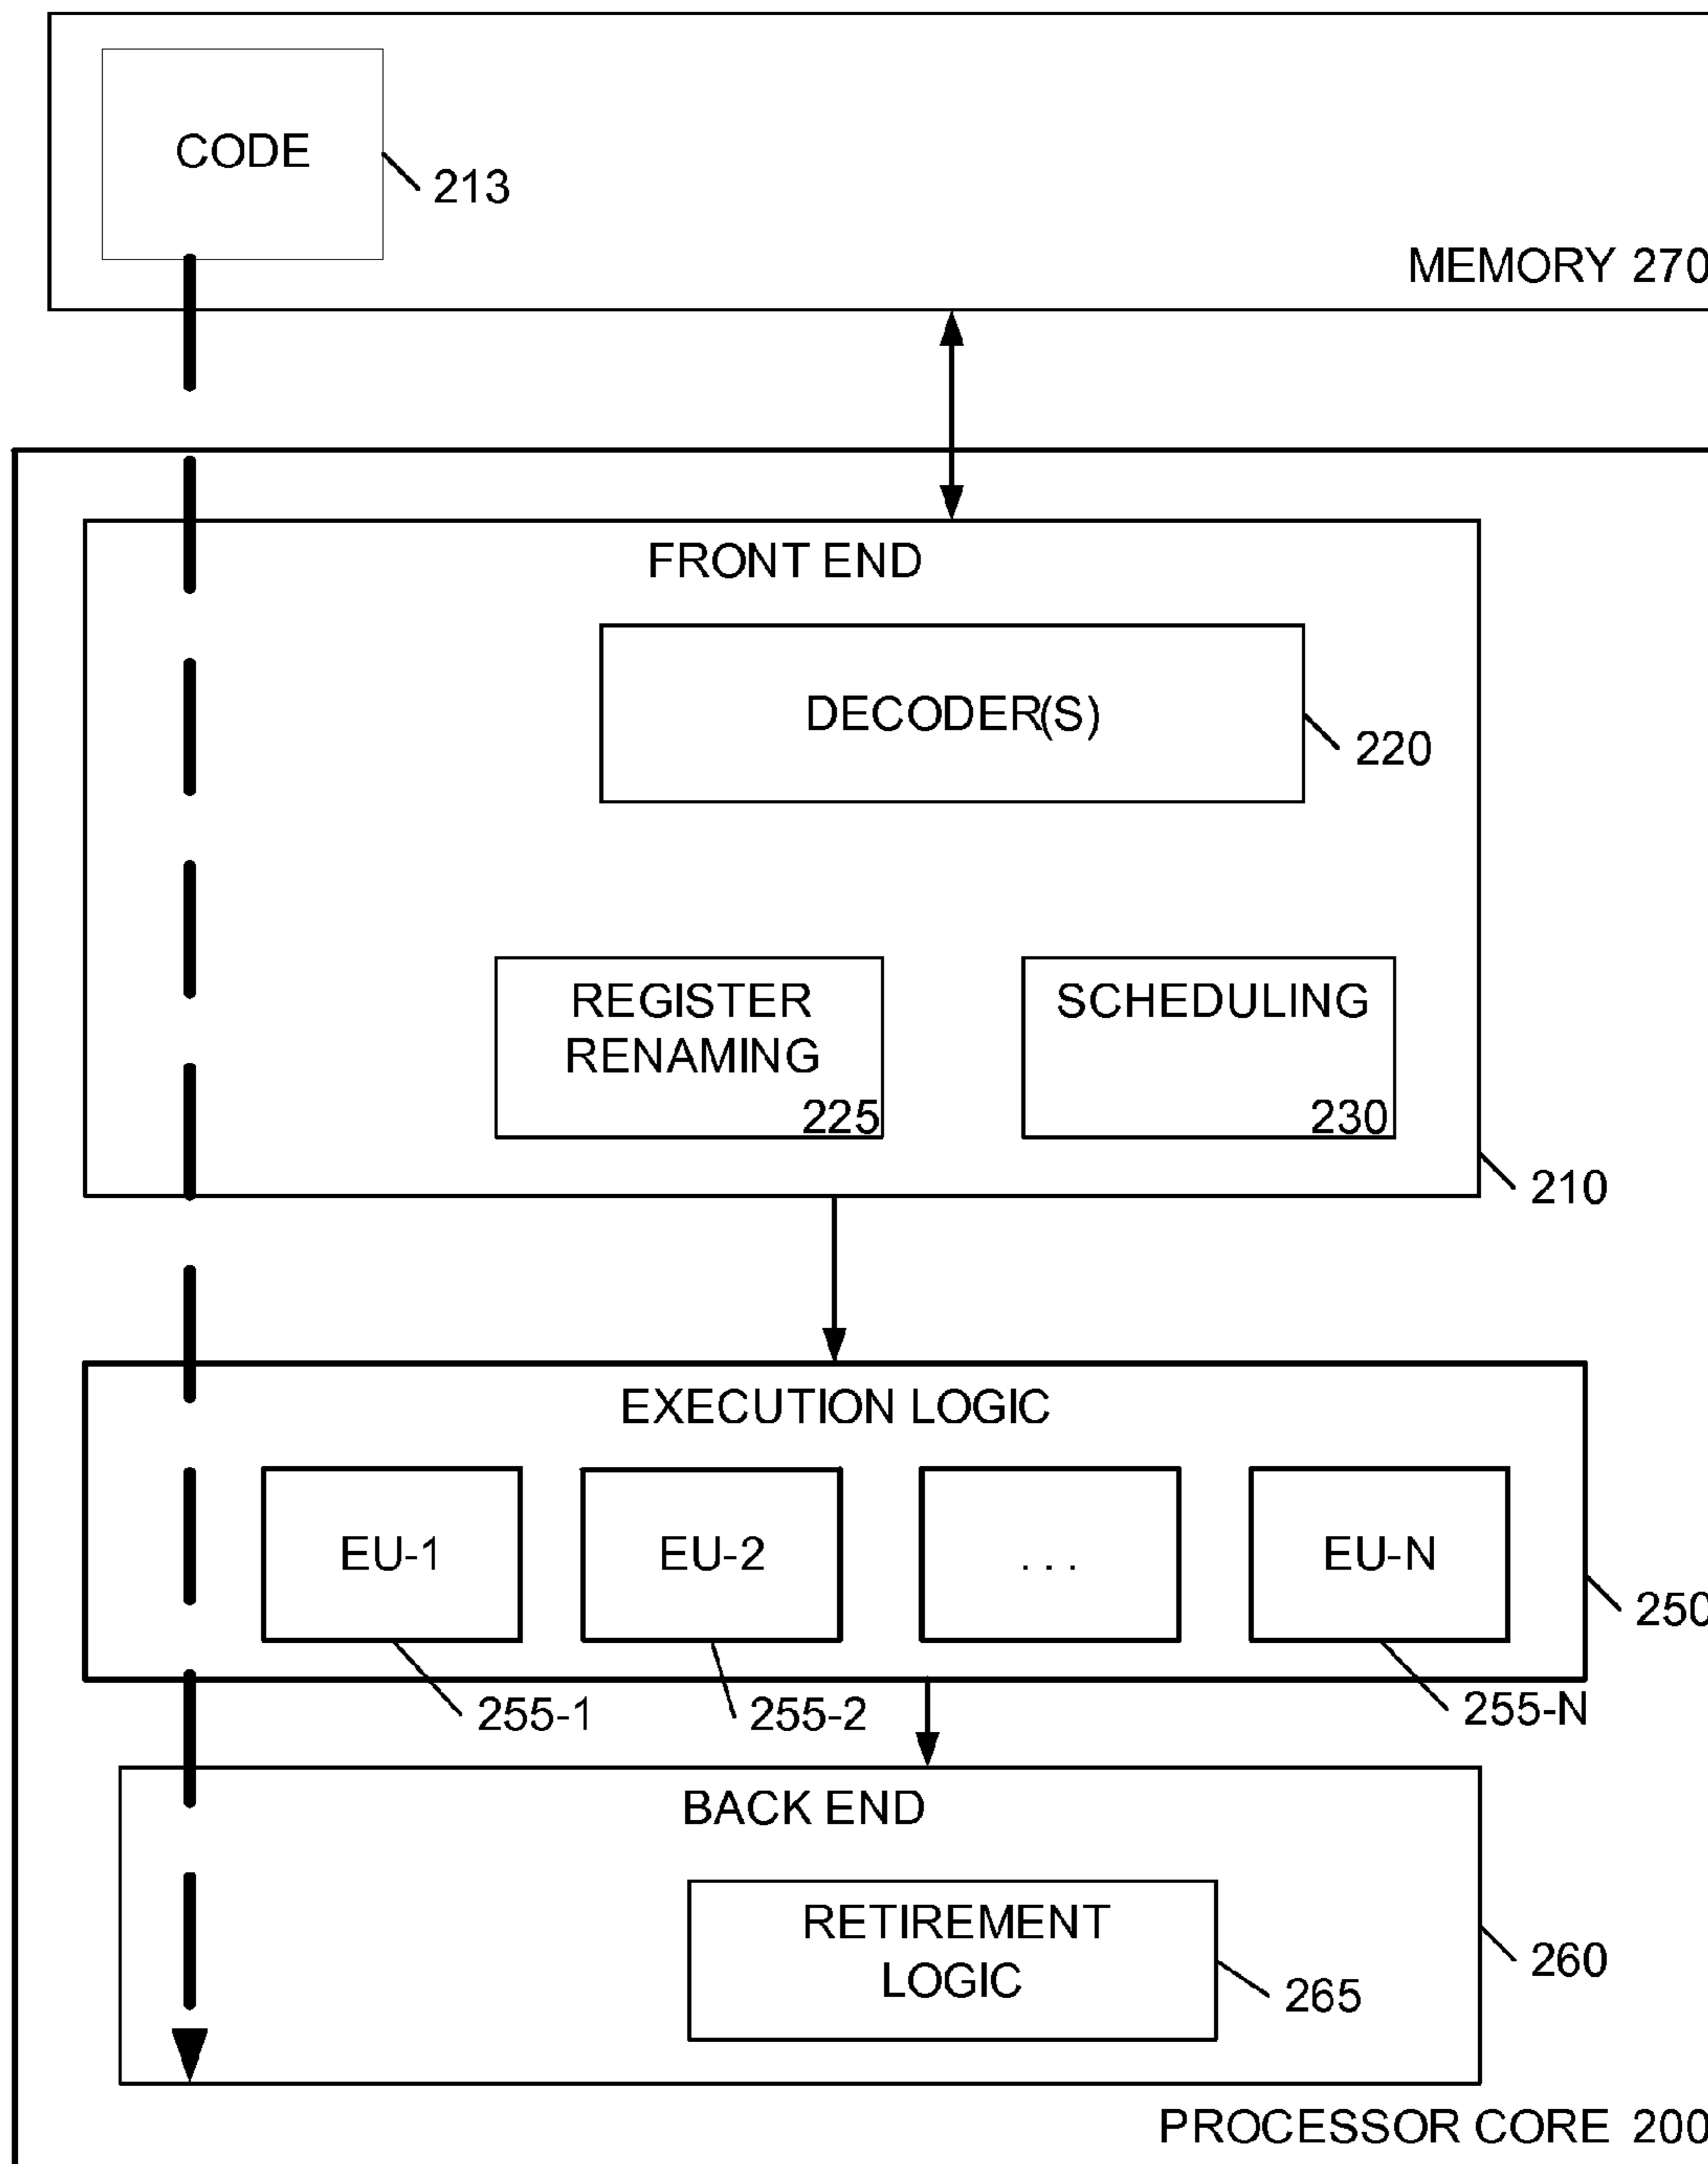 CODE
213
MEMORY 270
FRONT END
DECODER(S)
220
REGISTER
RENAMING
225
SCHEDULING
230
210
EXECUTION LOGIC
EU-1
EU-2
. . .
EU-N
250
255-1
255-2
255-N
BACK END
RETIREMENT
LOGIC
265
260
PROCESSOR CORE 200